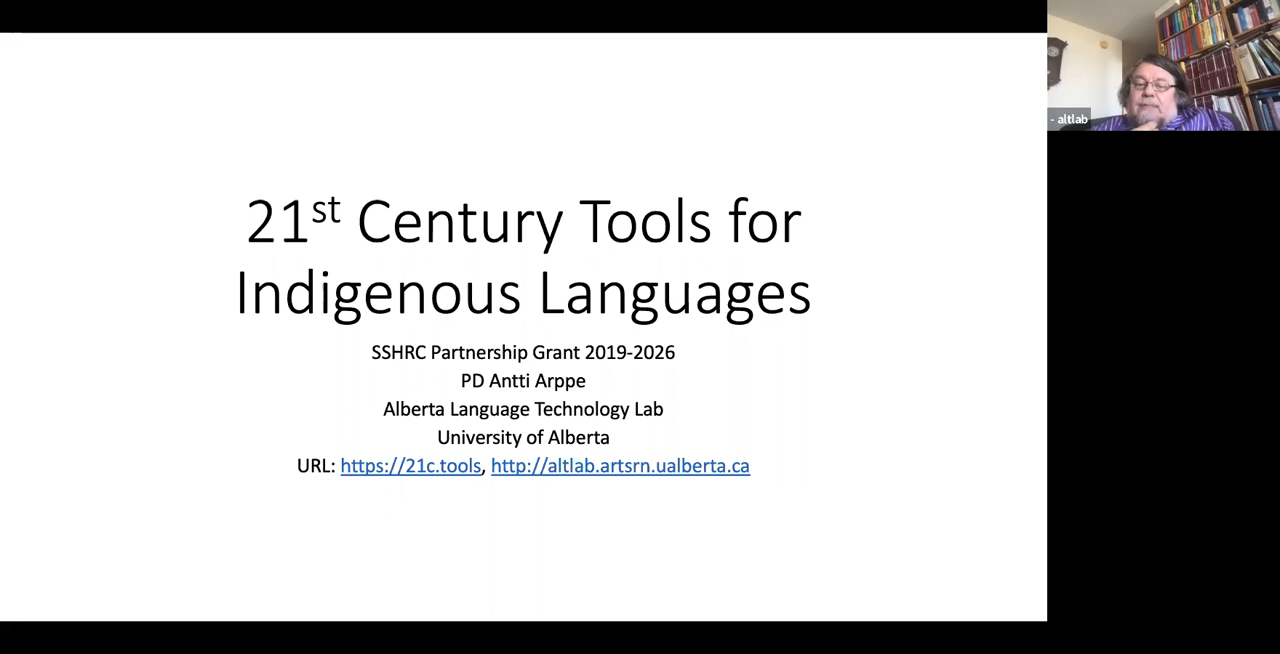 21st Century Tools for
Indigenous Languages
SSHRC Partnership Grant 2019-2026
PD Antti Arppe
Alberta Language Technology Lab
University of Alberta
URL: https://21c.tools, http://altlab.artsrn.ualberta.ca
- altlab